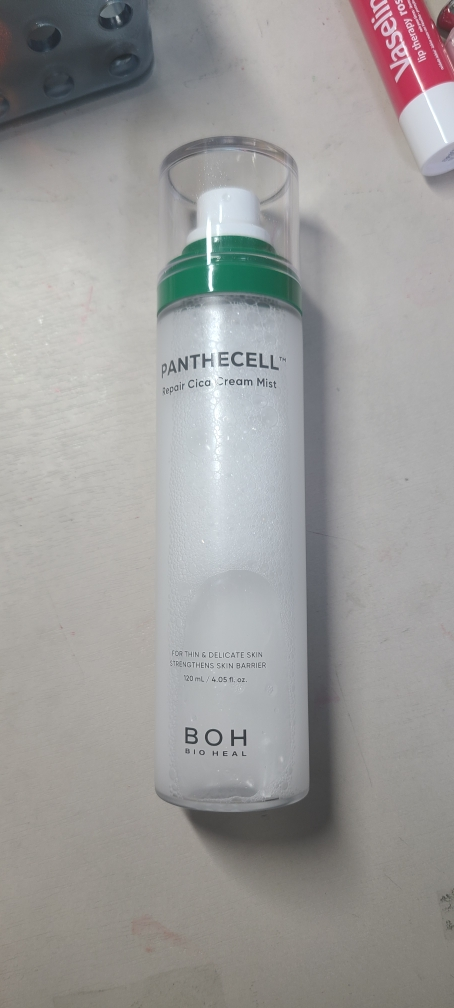 Vaseline
lip therapy ros
PANTHECELL™
Repair Cica Cream Mist
FOR THIN & DELICATE SKIN
STRENGTHENS SKIN BARRIER
120 mL / 4.05 fl. oz.
BOH
BIO HEAL